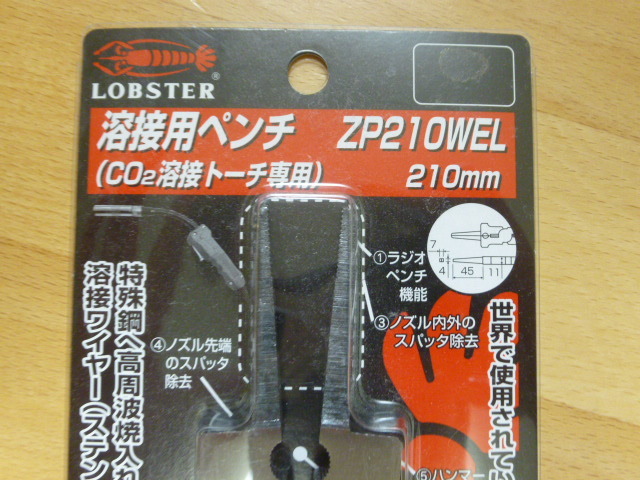 LOBSTER
®
溶接用ペンチ ZP210WEL
(CO2溶接トーチ専用) 210mm
①ラジオ
ペンチ
機能
7
8
4
45
11
③ノズル内外の
スパッタ除去
④ノズル先端
のスパッタ
除去
⑤ハンマー
特殊鋼へ高周波焼入れ
溶接ワイヤー(ステン
世界で使用されてい